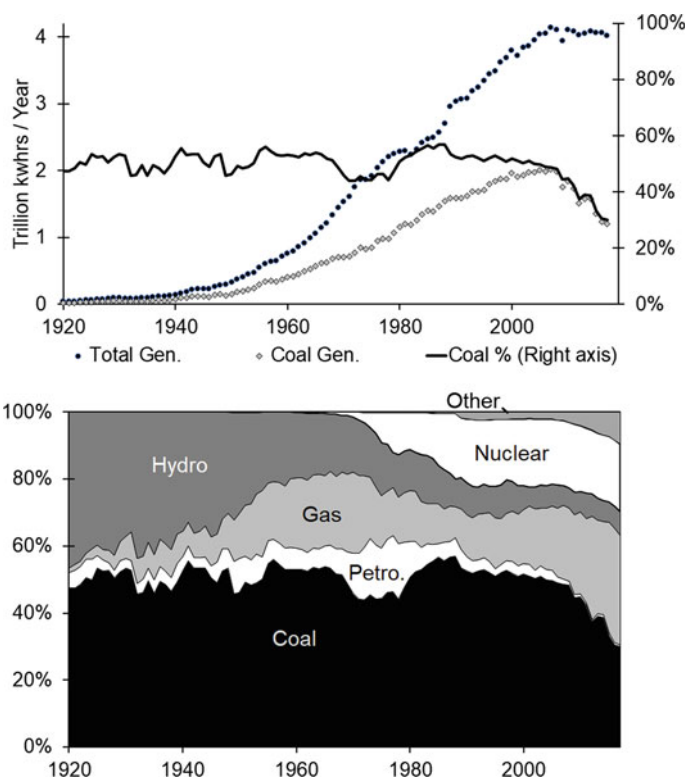 100%
4
80%
3
60%
2
40%
1
20%
0
0%
Trillion kwhrs / Year
1920 1940 1960 1980 2000
Total Gen. Coal Gen. Coal % (Right axis)
Other
100%
Nuclear
Hydro
80%
Gas
60%
Petro.
40%
Coal
20%
0%
1920 1940 1960 1980 2000